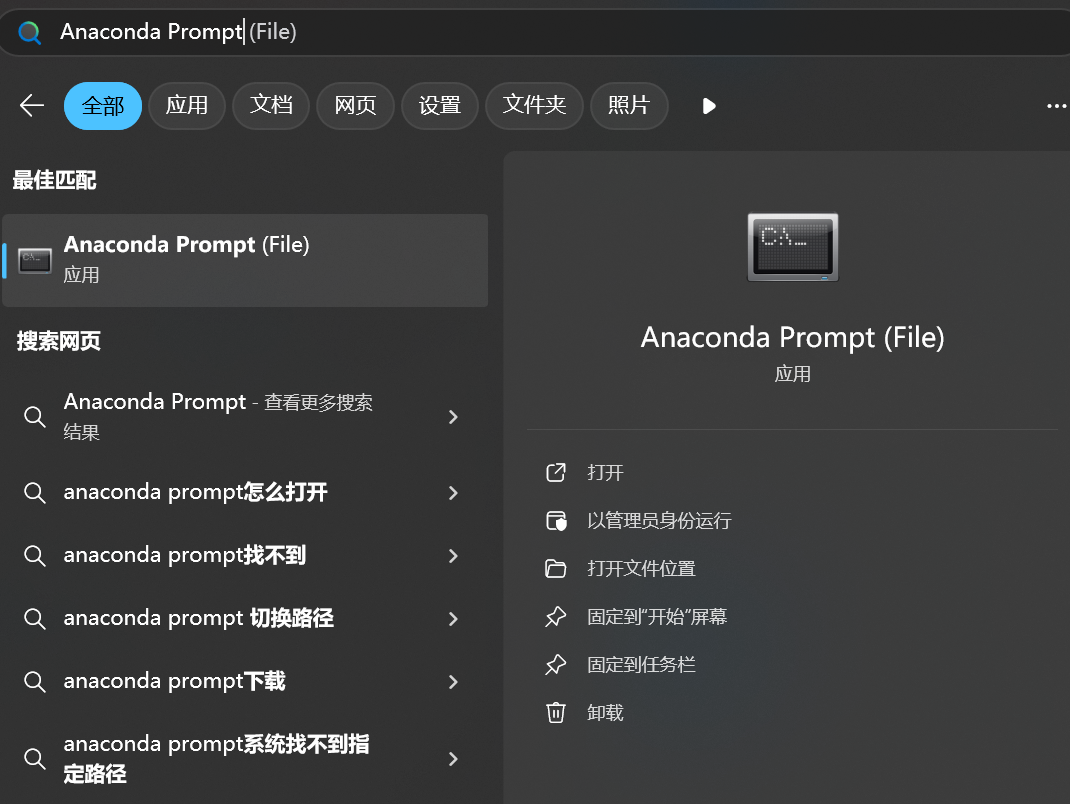 Anaconda Prompt (File)
全部 应用 文档 网页 设置 文件夹 照片
最佳匹配
Anaconda Prompt (File)
应用
搜索网页
Anaconda Prompt - 查看更多搜索
结果
anaconda prompt怎么打开
anaconda prompt找不到
anaconda prompt 切换路径
anaconda prompt下载
anaconda prompt系统找不到指
定路径
C:\_
Anaconda Prompt (File)
应用
打开
以管理员身份运行
打开文件位置
固定到“开始”屏幕
固定到任务栏
卸载